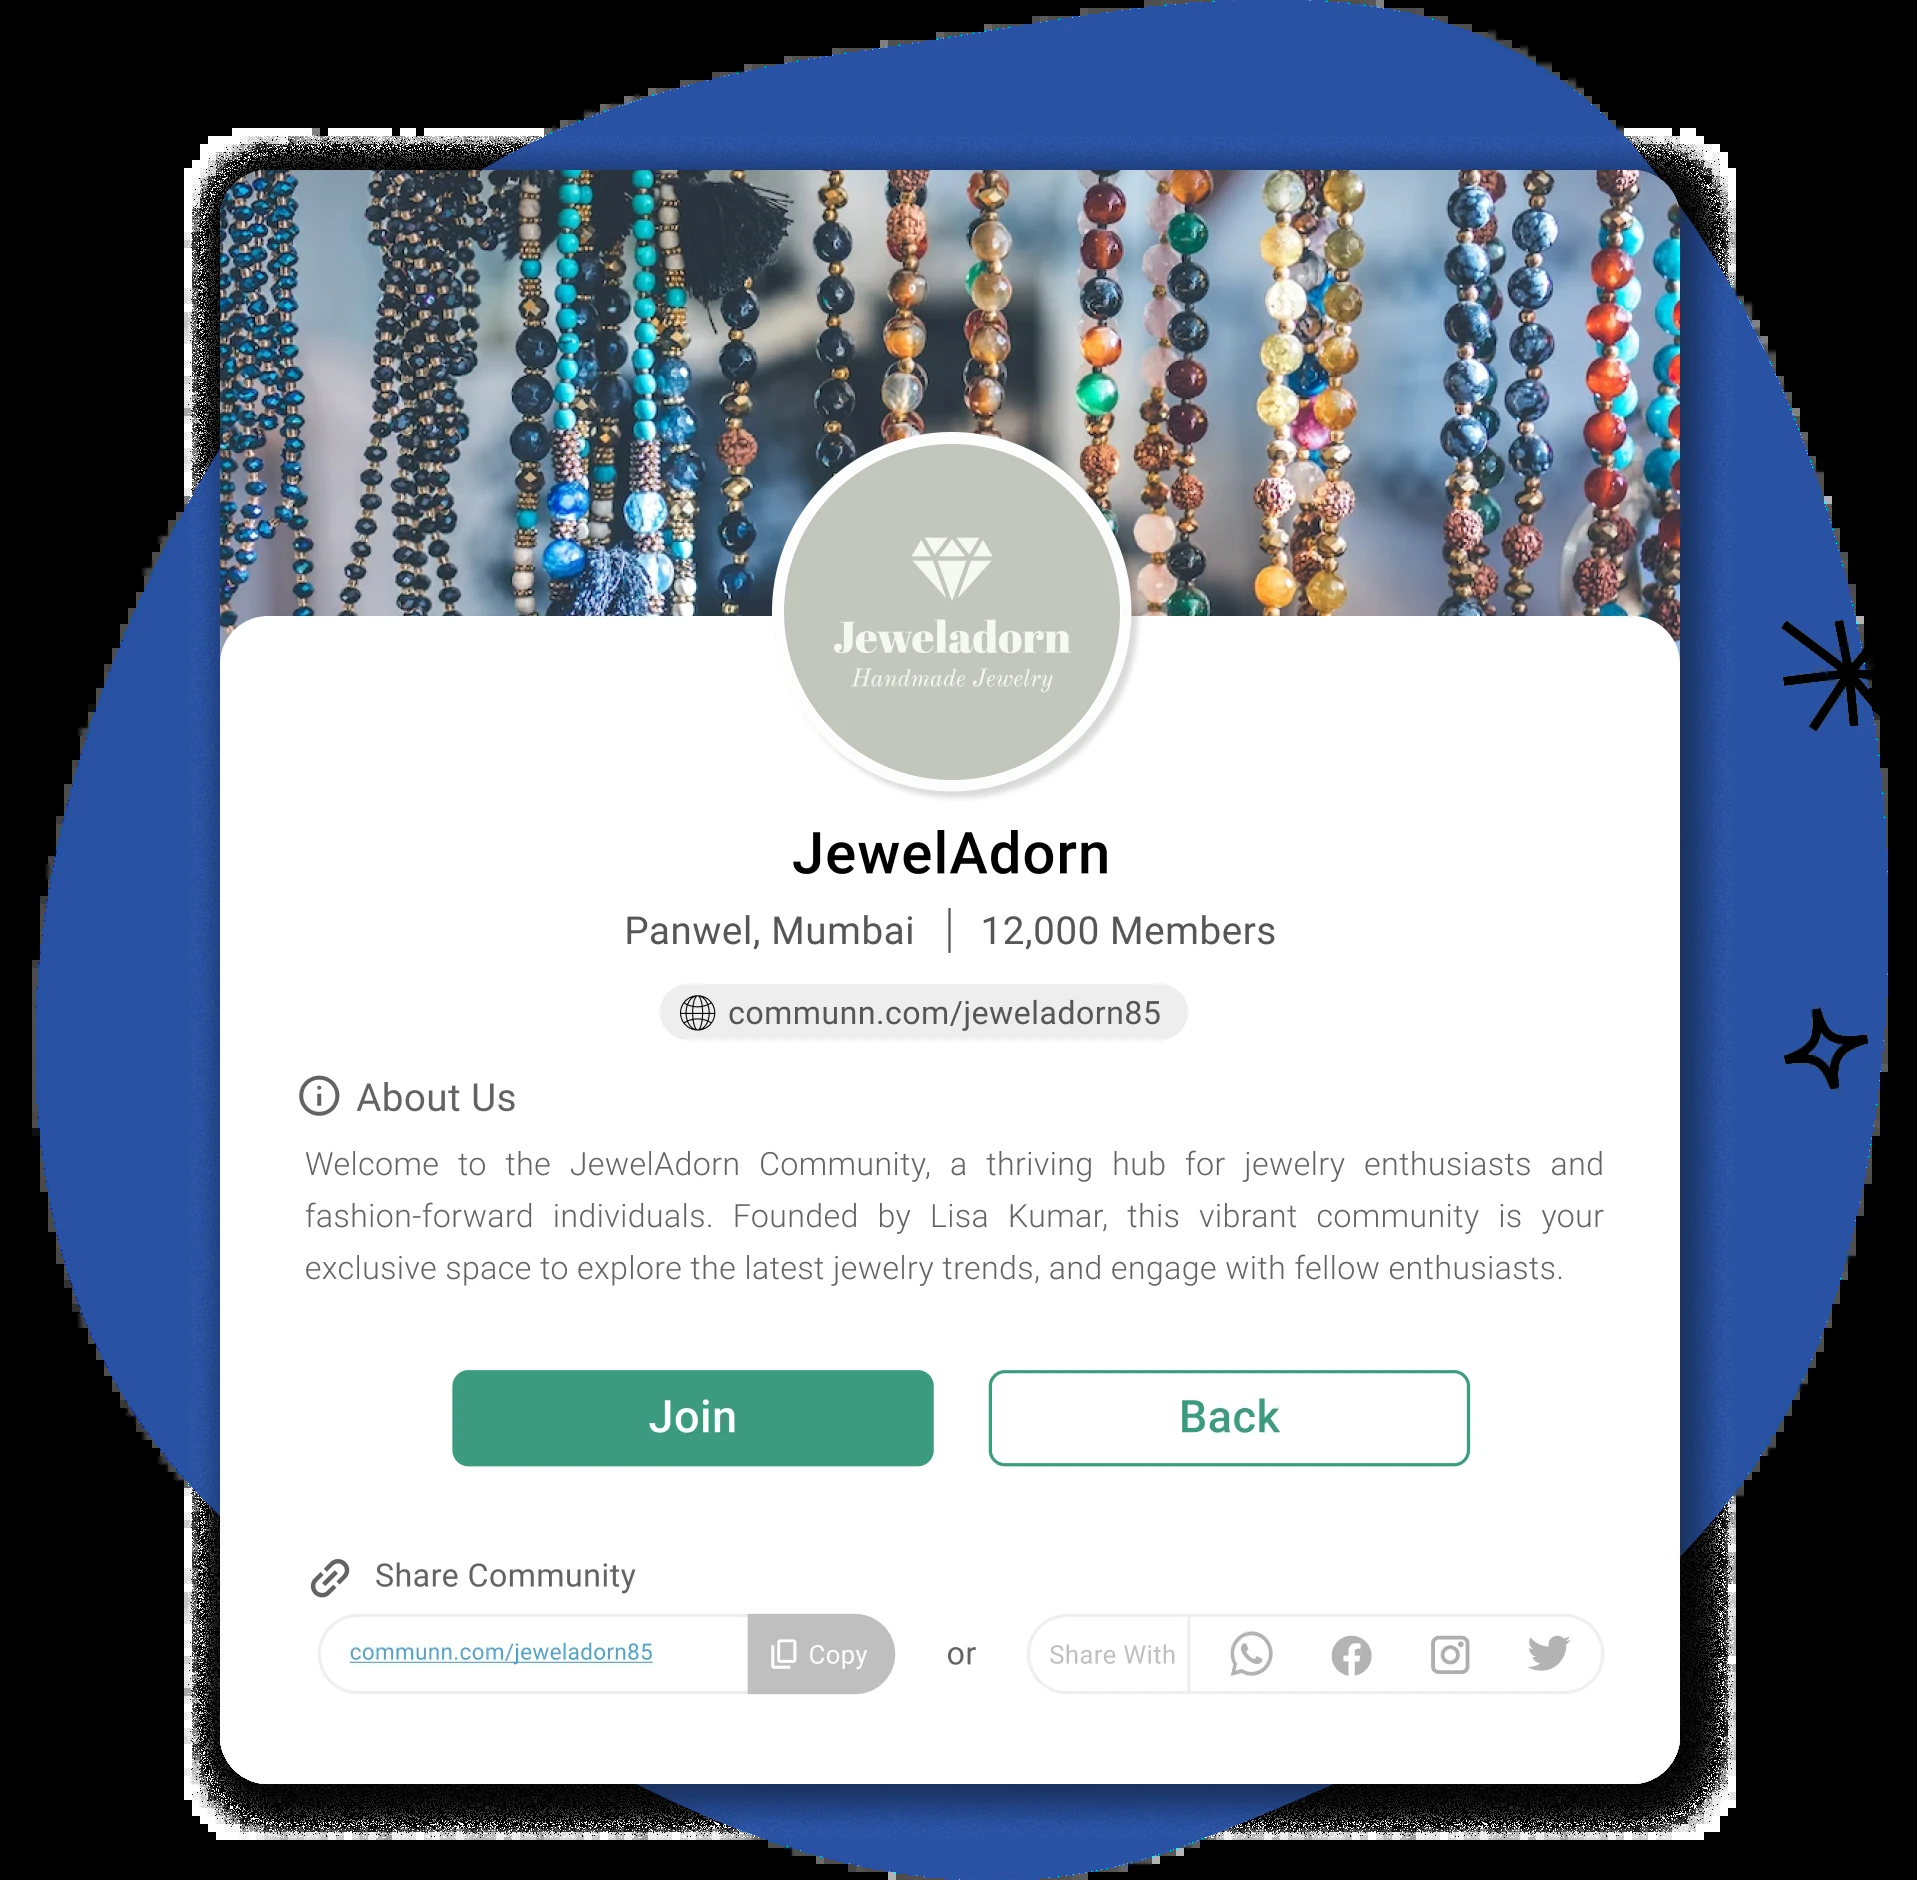 Jeweladorn
Handmade Jewelry
JewelAdorn
Panwel, Mumbai | 12,000 Members
communn.com/jeweladorn85
About Us
Welcome to the JewelAdorn Community, a thriving hub for jewelry enthusiasts and
fashion-forward individuals. Founded by Lisa Kumar, this vibrant community is your
exclusive space to explore the latest jewelry trends, and engage with fellow enthusiasts.
Join Back
Share Community
communn.com/jeweladorn85 Copy or Share With